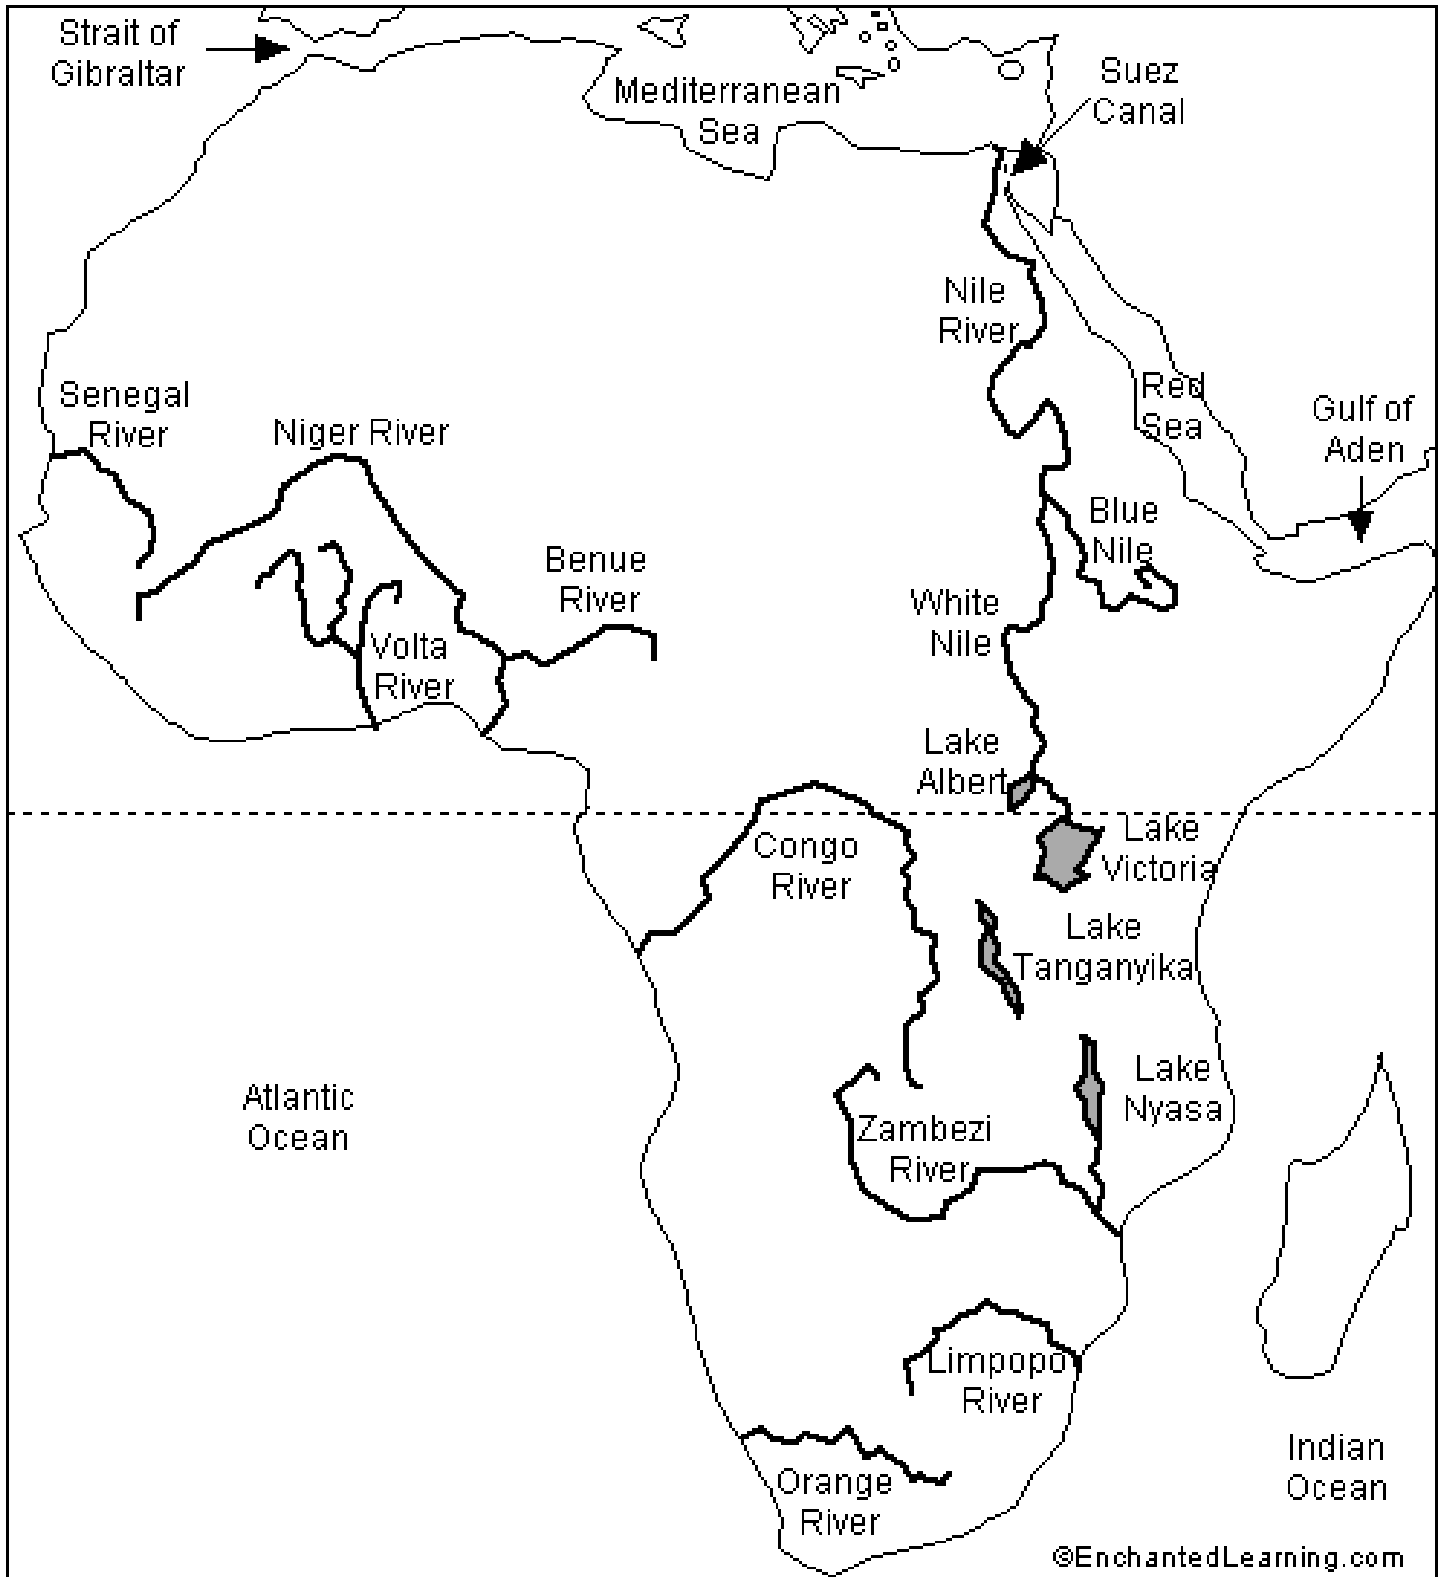 Strait of
Gibraltar
Mediterranean
Sea
Suez
Canal
Nile
River
Red
Sea
Gulf of
Aden
Senegal
River
Niger River
Benue
River
Volta
River
Blue
Nile
White
Nile
Lake
Albert
Lake
Victoria
Congo
River
Lake
Tanganyika
Lake
Nyasa
Atlantic
Ocean
Zambezi
River
Limpopo
River
Orange
River
Indian
Ocean
©EnchantedLearning.com